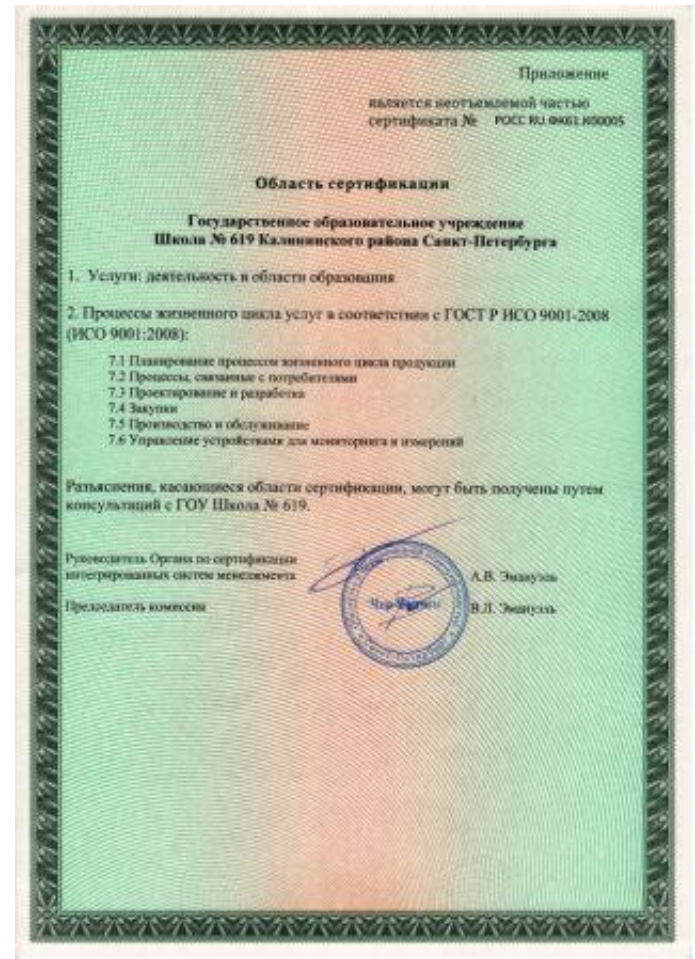 Приложение
является неотъемлемой частью
сертификата № РОСС RU.ФК61.К00005
Область сертификации
Государственное образовательное учреждение
Школа № 619 Калининского района Санкт-Петербурга
1. Услуги: деятельность в области образования
2. Процессы жизненного цикла услуг в соответствии с ГОСТ Р ИСО 9001-2008
(ИСО 9001:2008):
7.1 Планирование процессов жизненного цикла продукции
7.2 Процессы, связанные с потребителями
7.3 Проектирование и разработка
7.4 Закупки
7.5 Производство и обслуживание
7.6 Управление устройствами для мониторинга и измерений
Разъяснения, касающиеся области сертификации, могут быть получены путем
консультаций с ГОУ Школа № 619.
Руководитель Органа по сертификации
интегрированных систем менеджмента А.В. Эмануэль
Председатель комиссии В.Л. Эмануэль